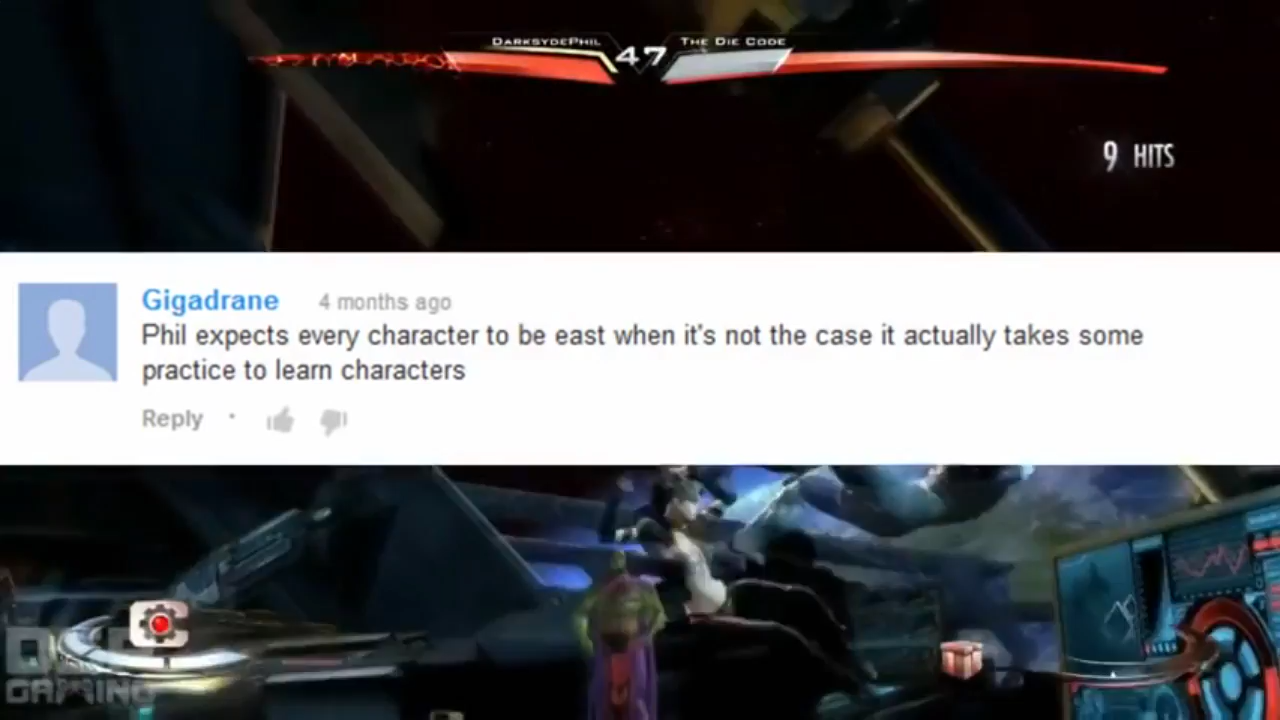 DARKSYDEPHIL 47 THE DIE CODE
9 HITS
Gigadrane 4 months ago
Phil expects every character to be east when it's not the case it actually takes some
practice to learn characters
Reply ·
GAMING